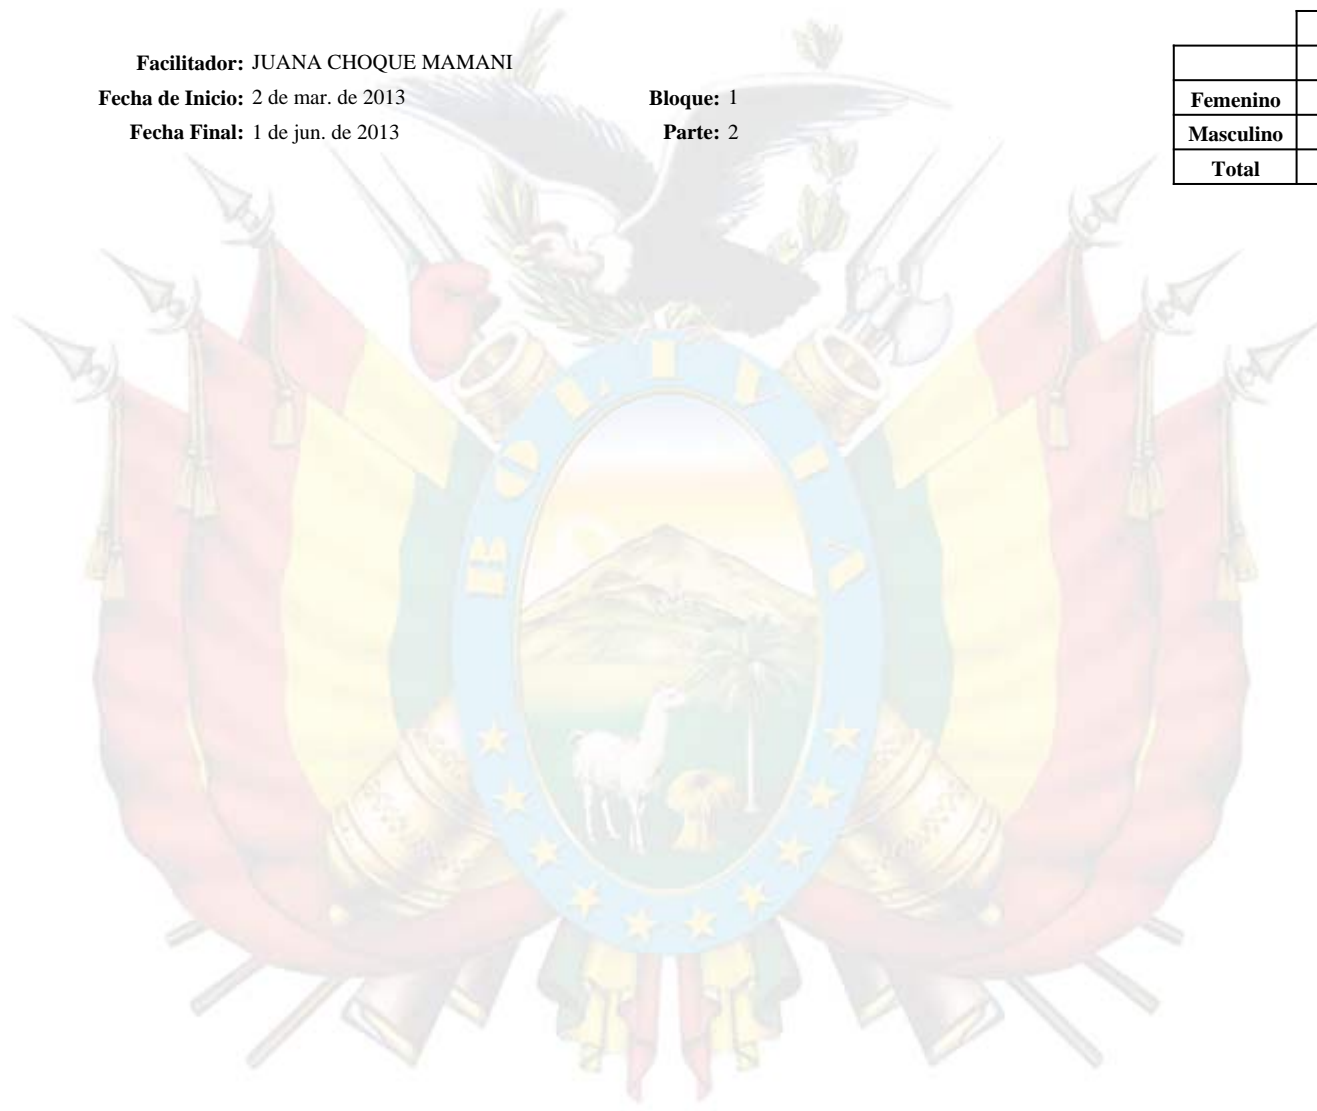 Facilitador: JUANA CHOQUE MAMANI
Fecha de Inicio: 2 de mar. de 2013 Bloque: 1
Fecha Final: 1 de jun. de 2013 Parte: 2
Femenino
Masculino
Total
BOLIVIA